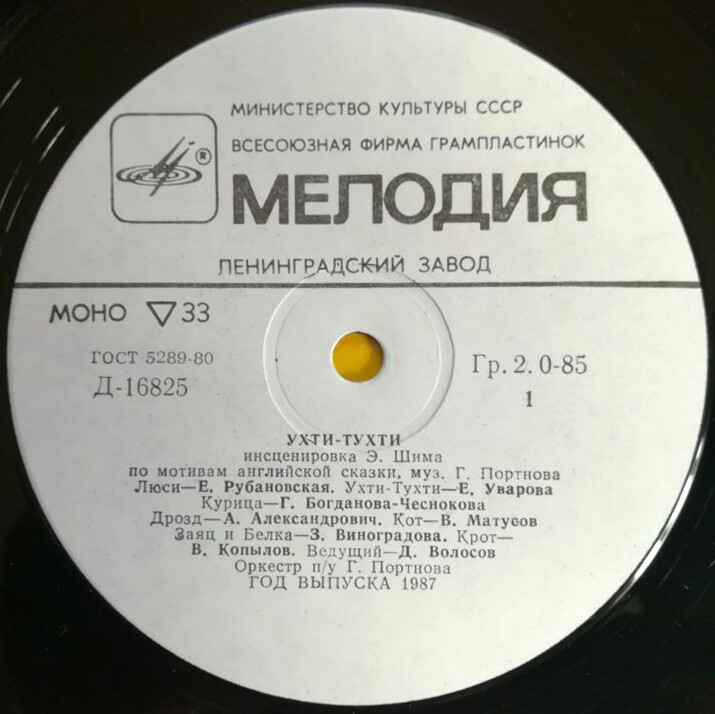 МИНИСТЕРСТВО КУЛЬТУРЫ СССР
ВСЕСОЮЗНАЯ ФИРМА ГРАМПЛАСТИНОК
®
МЕЛОДИЯ
ЛЕНИНГРАДСКИЙ ЗАВОД
МОНО ▽ 33
ГОСТ 5289-80
Д-16825
Гр. 2. 0-85
1
УХТИ-ТУХТИ
инсценировка Э. Шима
по мотивам английской сказки, муз. Г. Портнова
Люси—Е. Рубановская. Ухти-Тухти—Е. Уварова
Курица—Г. Богданова-Чеснокова
Дрозд—А. Александрович. Кот—В. Матусов
Заяц и Белка—З. Виноградова. Крот—
В. Копылов. Ведущий—Д. Волосов
Оркестр п/у Г. Портнова
ГОД ВЫПУСКА 1987